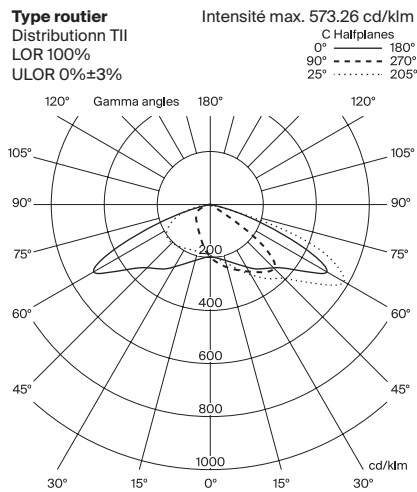 Type routier
Intensité max. 573.26 cd/klm
Distributionn TII
LOR 100%
ULOR 0%±3%
C Halfplanes
0° 180°
90° 270°
25° 205°
120° Gamma angles 180° 120°
105° 105°
90° 90°
75° 75°
200
60° 60°
400
600
45° 45°
800
1000
cd/klm
30° 15° 0° 15° 30°